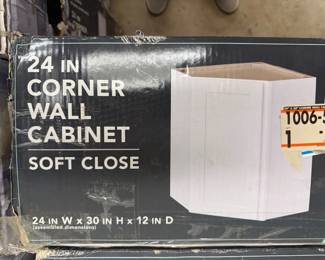 24 IN
CORNER
WALL
CABINET
SOFT CLOSE
24 IN W x 30 IN H x 12 IN D
(assembled dimensions)
1006-5
1